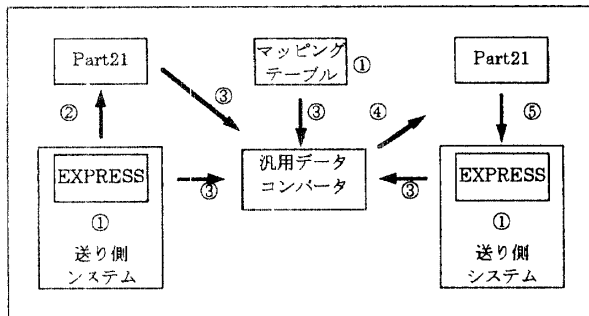 Part21
マッピング
テーブル
①
Part21
②
③
③
④
⑤
EXPRESS
①
送り側
ンステム
③
汎用データ
コンバータ
③
EXPRESS
①
送り側
システム